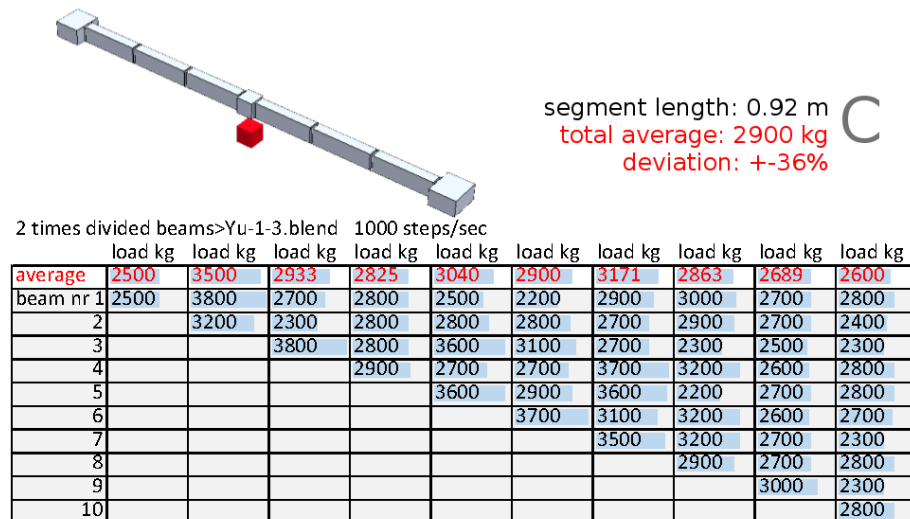 segment length: 0.92 m C
total average: 2900 kg
deviation: +-36%
2 times divided beams>Yu-1-3.blend 1000 steps/sec
load kg load kg load kg load kg load kg load kg load kg load kg load kg load kg
average 2500 3500 2933 2825 3040 2900 3171 2863 2689 2600
beam nr 1 2500 3800 2700 2800 2500 2200 2900 3000 2700 2800
2 3200 2300 2800 2800 2800 2700 2900 2700 2400
3 3800 2800 3600 3100 2700 2300 2500 2300
4 2900 2700 2700 3700 3200 2600 2800
5 3600 2900 3600 2200 2700 2800
6 3700 3100 3200 2600 2700
7 3500 3200 2700 2300
8 2900 2700 2800
9 3000 2300
10 2800